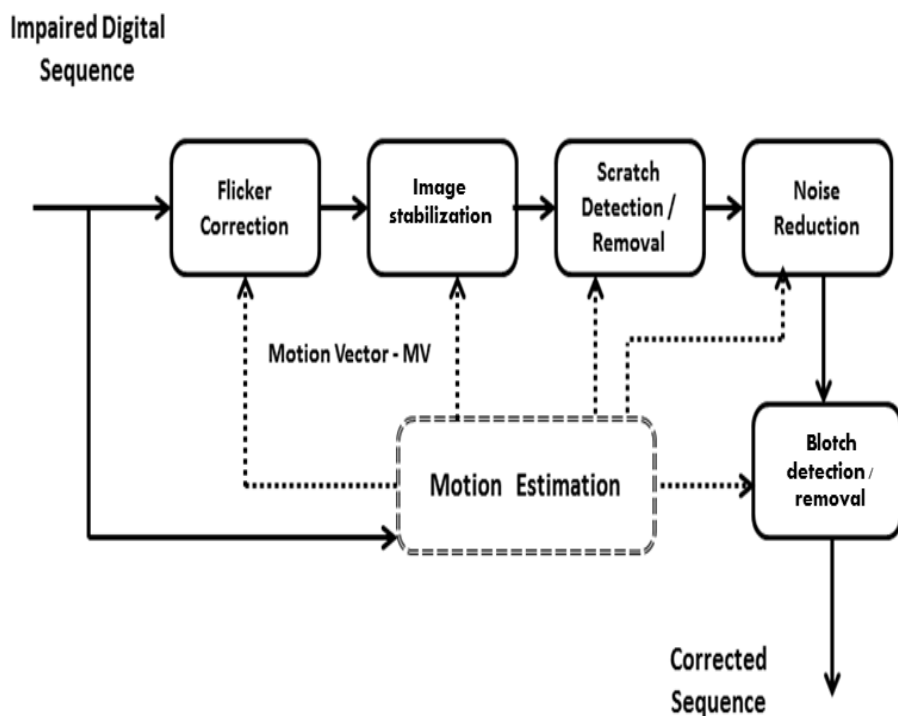 Impaired Digital
Sequence
Flicker
Correction
Image
stabilization
Scratch
Detection /
Removal
Noise
Reduction
Motion Vector - MV
Motion Estimation
Blotch
detection /
removal
Corrected
Sequence